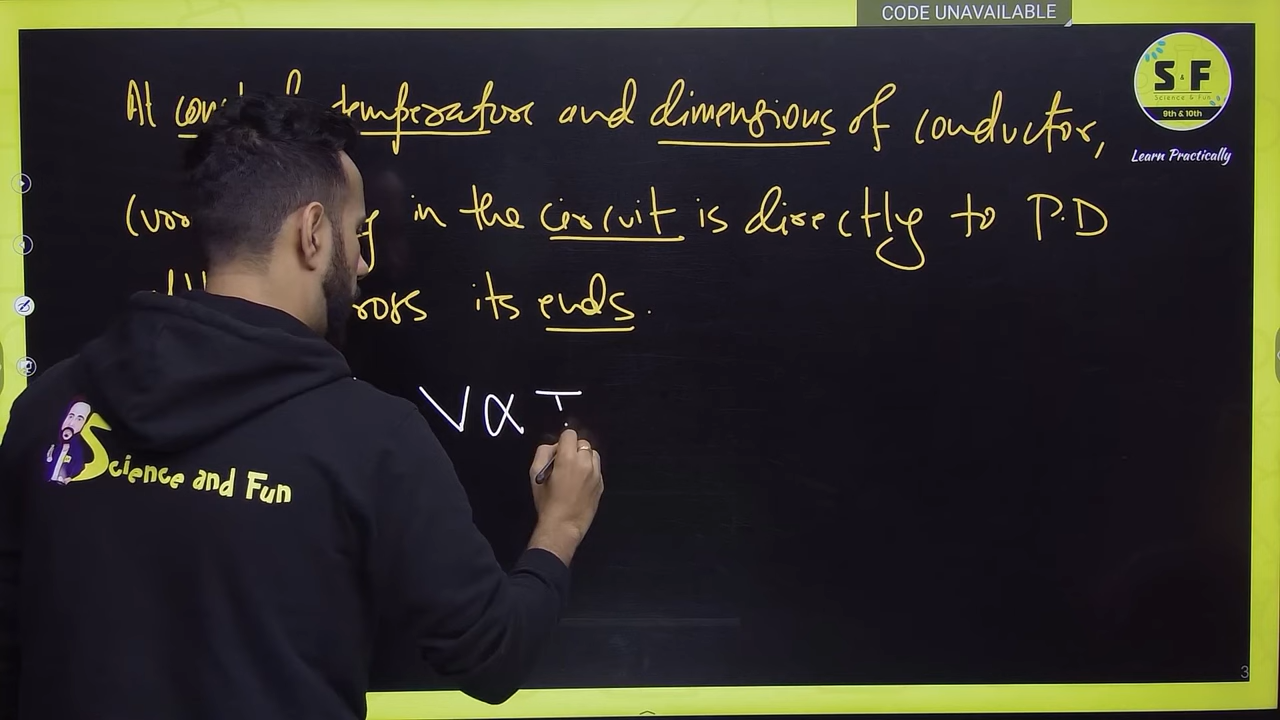 CODE UNAVAILABLE
S & F
Science & Fun
9th & 10th
Learn Practically
At temperature and dimensions of conductor,
in the circuit is directly to P.D
its ends.
V α I
Science and Fun
3